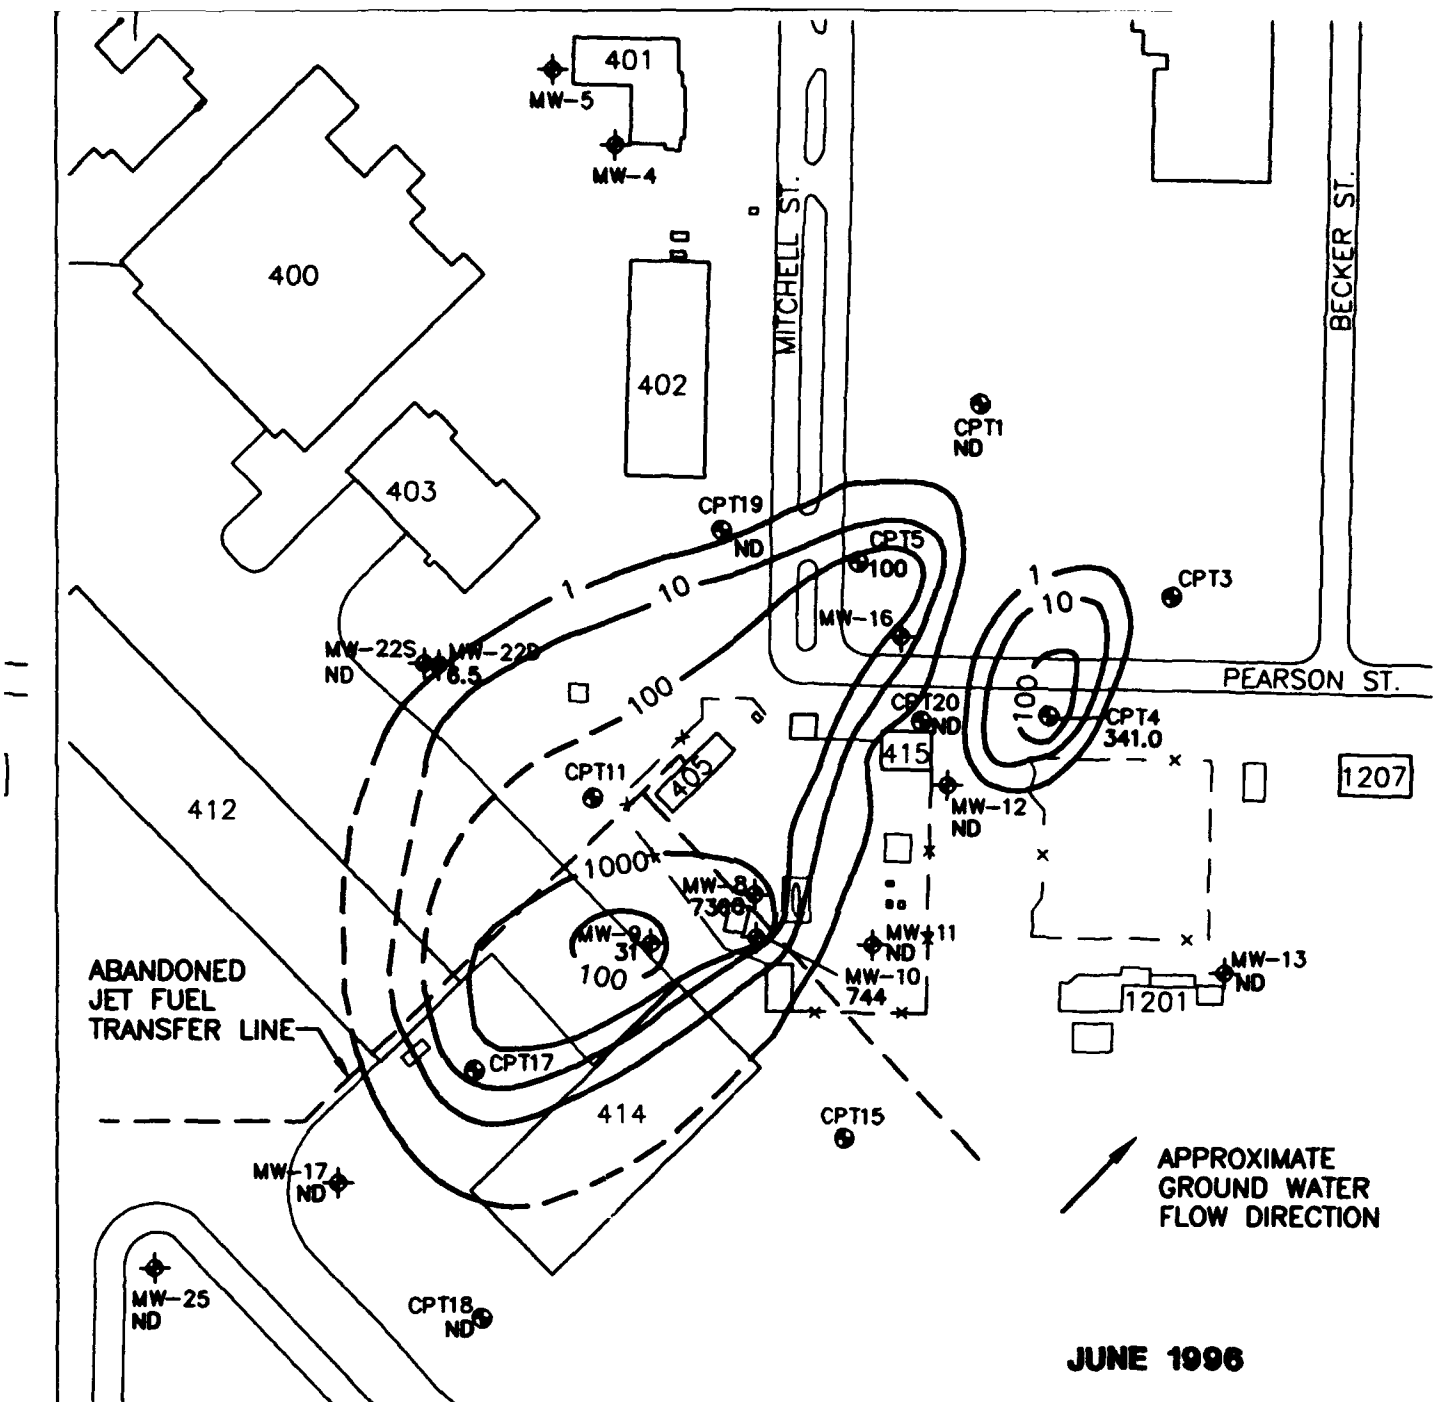 401
MW-5
MW-4
MITCHELL ST.
BECKER ST.
400
402
CPT1
ND
403
CPT19
ND
CPT5
100
1
10
1
10
CPT3
MW-16
MW-22S
ND
MW-22D
6.5
100
100
PEARSON ST.
CPT20
ND
CPT4
341.0
415
405
CPT11
1207
412
MW-12
ND
1000
MW-8
MW-9
31
100
MW-11
ND
MW-10
744
MW-13
ND
1201
ABANDONED
JET FUEL
TRANSFER LINE
CPT17
414
CPT15
APPROXIMATE
GROUND WATER
FLOW DIRECTION
MW-17
ND
MW-25
ND
CPT18
ND
JUNE 1996